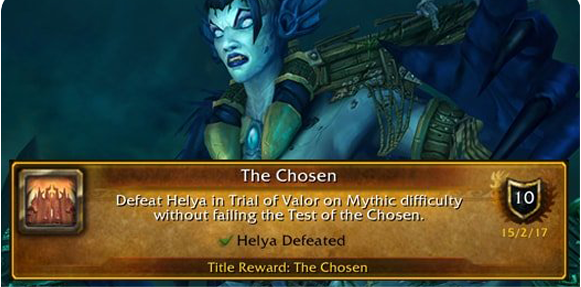 The Chosen
Defeat Helya in Trial of Valor on Mythic difficulty
without failing the Test of the Chosen.
10
15/2/17
Helya Defeated
Title Reward: The Chosen